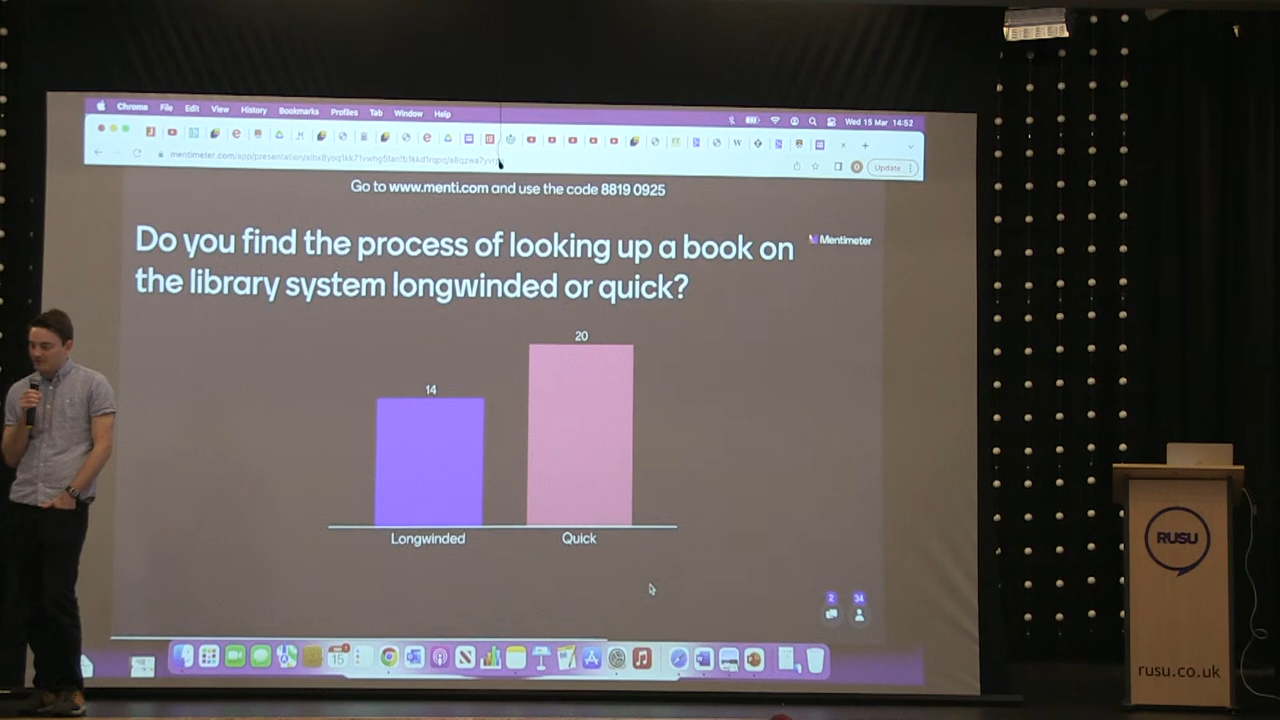 Chrome File Edit View History Bookmarks Profiles Tab Window Help
Wed 15 Mar 14:52
Update
Go to www.menti.com and use the code 8819 0925
Do you find the process of looking up a book on
the library system longwinded or quick?
Mentimeter
20
14
Longwinded
Quick
2
34
15
RUSU
rusu.co.uk